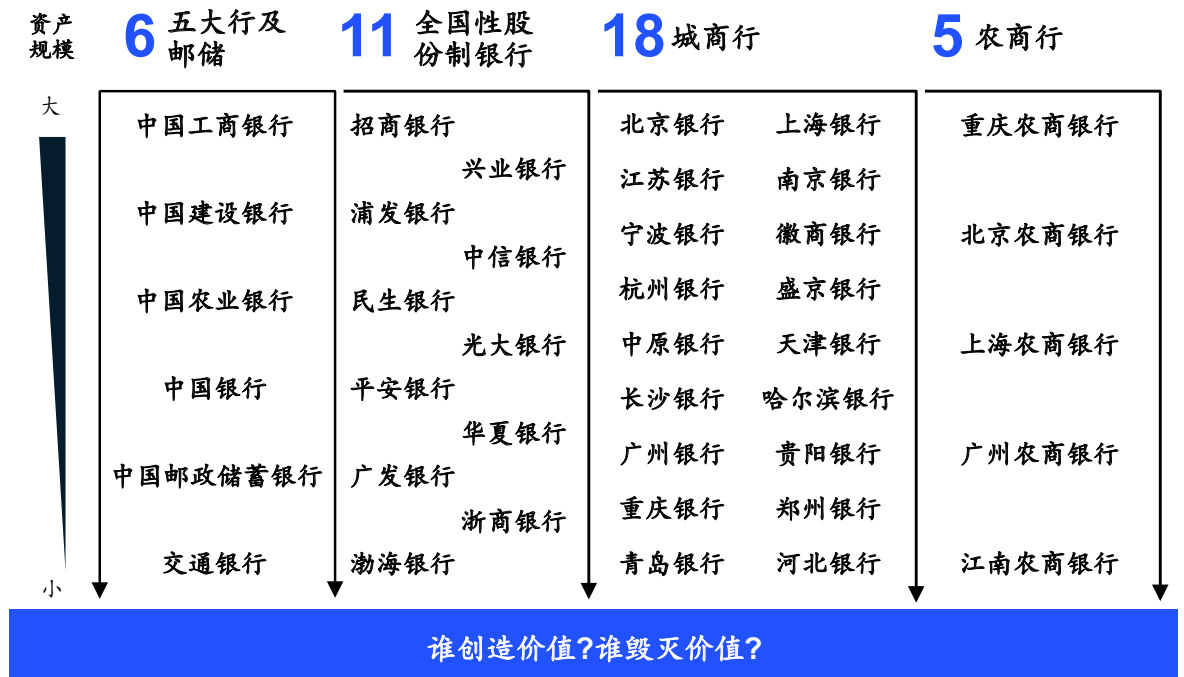 资产
规模
6 五大行及
邮储
11 全国性股
份制银行
18 城商行
5 农商行
大
小
中国工商银行
中国建设银行
中国农业银行
中国银行
中国邮政储蓄银行
交通银行
招商银行
兴业银行
浦发银行
中信银行
民生银行
光大银行
平安银行
华夏银行
广发银行
浙商银行
渤海银行
北京银行 上海银行
江苏银行 南京银行
宁波银行 徽商银行
杭州银行 盛京银行
中原银行 天津银行
长沙银行 哈尔滨银行
广州银行 贵阳银行
重庆银行 郑州银行
青岛银行 河北银行
重庆农商银行
北京农商银行
上海农商银行
广州农商银行
江南农商银行
谁创造价值?谁毁灭价值?